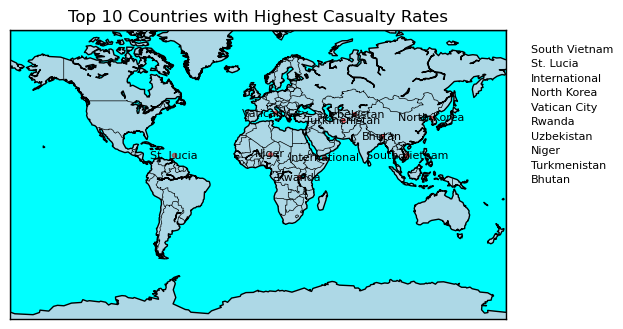 Top 10 Countries with Highest Casualty Rates
South Vietnam
St. Lucia
International
North Korea
Vatican City
Rwanda
Uzbekistan
Niger
Turkmenistan
Bhutan
Vatican City
Uzbekistan
Turkmenistan
North Korea
Bhutan
St. Lucia
Niger
International
South Vietnam
Rwanda